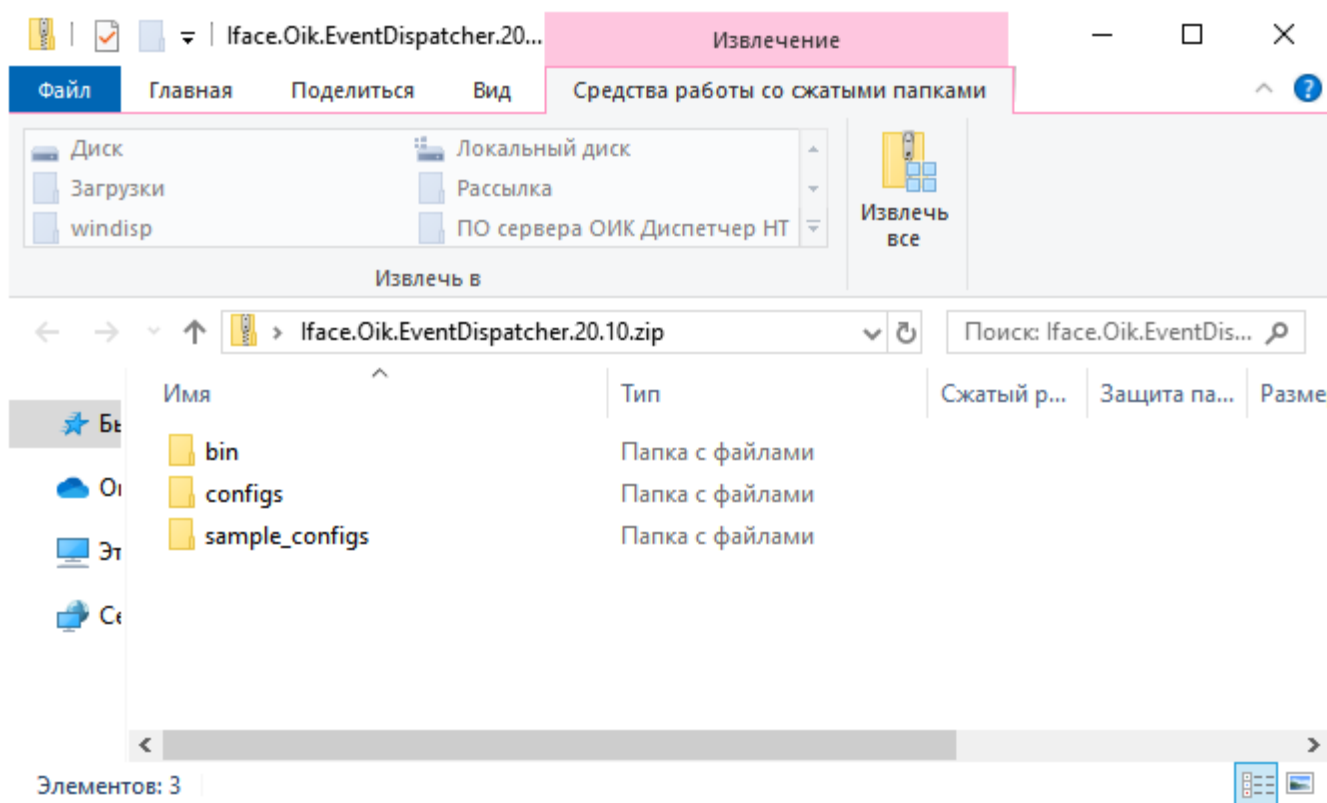 Iface.Oik.EventDispatcher.20...
Извлечение
Файл
Главная
Поделиться
Вид
Средства работы со сжатыми папками
Диск
Локальный диск
Загрузки
Рассылка
windisp
ПО сервера ОИК Диспетчер НТ
Извлечь
все
Извлечь в
Iface.Oik.EventDispatcher.20.10.zip
Поиск: Iface.Oik.EventDis...
Имя
Тип
Сжатый р...
Защита па...
Разме
bin
Папка с файлами
configs
Папка с файлами
sample_configs
Папка с файлами
Эт
Элементов: 3